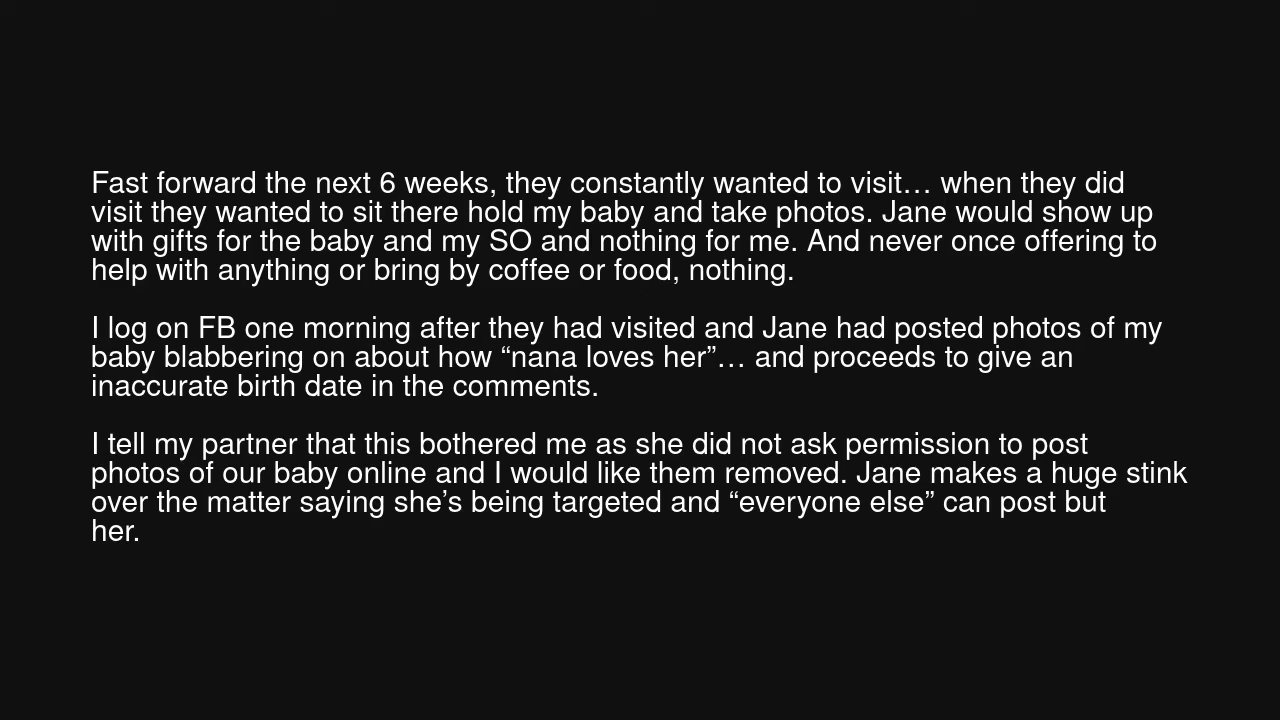 Fast forward the next 6 weeks, they constantly wanted to visit… when they did
visit they wanted to sit there hold my baby and take photos. Jane would show up
with gifts for the baby and my SO and nothing for me. And never once offering to
help with anything or bring by coffee or food, nothing.
I log on FB one morning after they had visited and Jane had posted photos of my
baby blabbering on about how “nana loves her”… and proceeds to give an
inaccurate birth date in the comments.
I tell my partner that this bothered me as she did not ask permission to post
photos of our baby online and I would like them removed. Jane makes a huge stink
over the matter saying she’s being targeted and “everyone else” can post but
her.